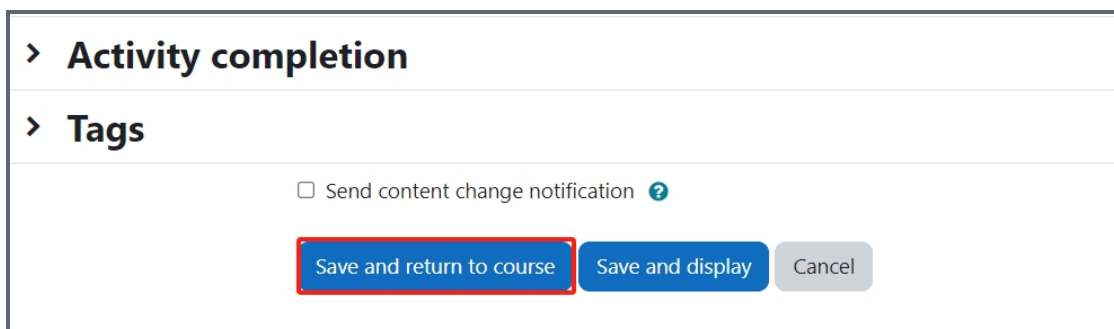 Activity completion
Tags
Send content change notification
Save and return to course Save and display Cancel